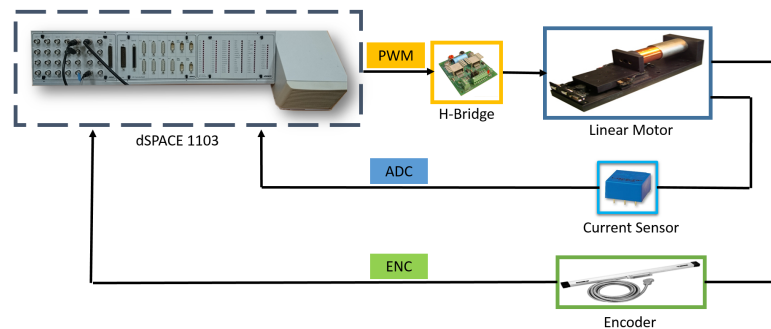 PWM
H-Bridge
Linear Motor
dSPACE 1103
ADC
Current Sensor
ENC
Encoder